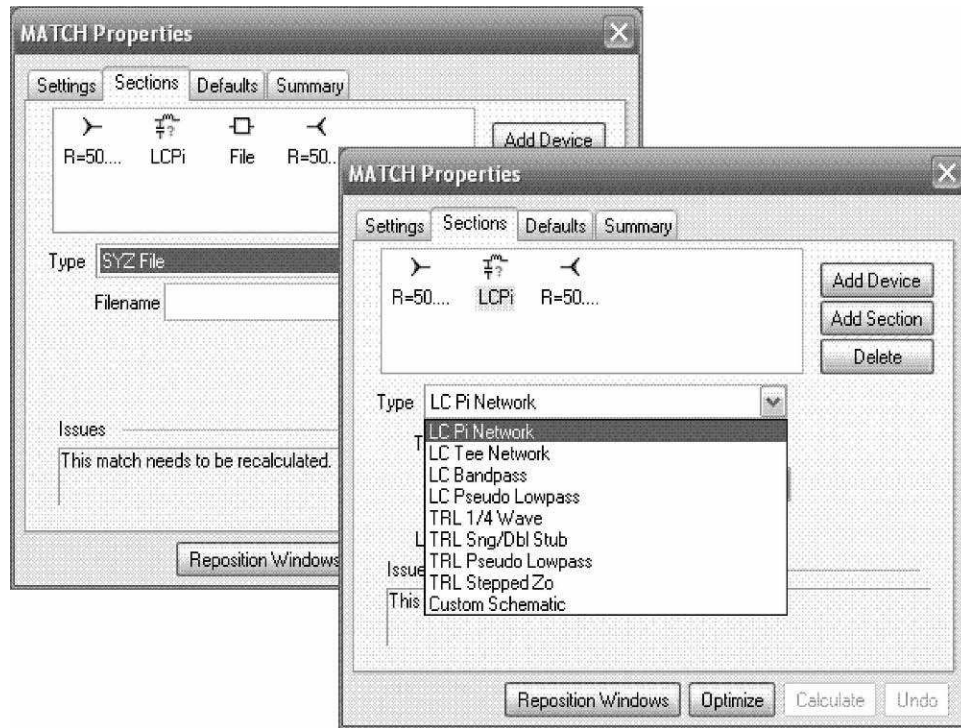 MATCH Properties
Settings Sections Defaults Summary
R=50.... LCPi File R=50..
Add Device
Type SYZ File
Filename
Issues
This match needs to be recalculated.
Reposition Windows
MATCH Properties
Settings Sections Defaults Summary
R=50.... LCPi R=50....
Add Device
Add Section
Delete
Type LC Pi Network
LC Pi Network
LC Tee Network
LC Bandpass
LC Pseudo Lowpass
TRL 1/4 Wave
TRL Sng/Dbl Stub
TRL Pseudo Lowpass
TRL Stepped Zo
Custom Schematic
T
L
Issue
This
Reposition Windows Optimize Calculate Undo